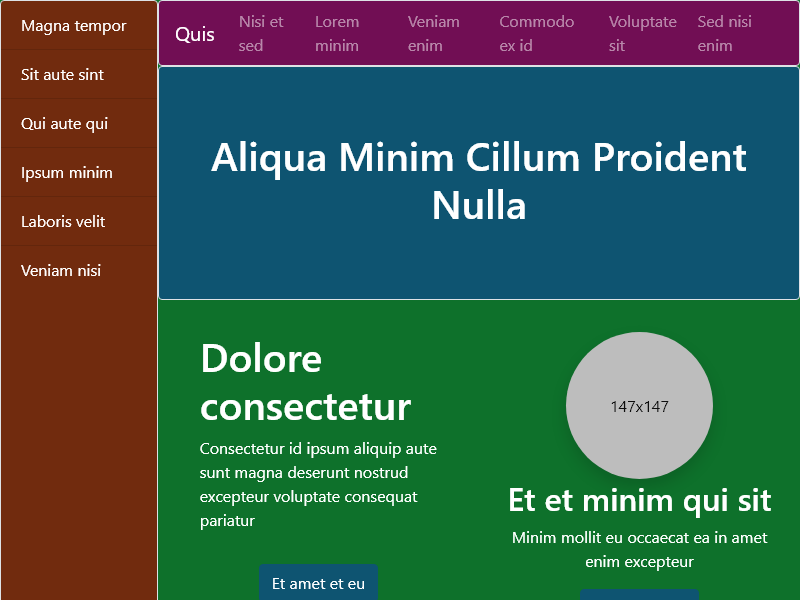 Magna tempor
Sit aute sint
Qui aute qui
Ipsum minim
Laboris velit
Veniam nisi
Quis
Nisi et
sed
Lorem
minim
Veniam
enim
Commodo
ex id
Voluptate
sit
Sed nisi
enim
Aliqua Minim Cillum Proident
Nulla
Dolore
consectetur
Consectetur id ipsum aliquip aute
sunt magna deserunt nostrud
excepteur voluptate consequat
pariatur
Et amet et eu
147x147
Et et minim qui sit
Minim mollit eu occaecat ea in amet
enim excepteur